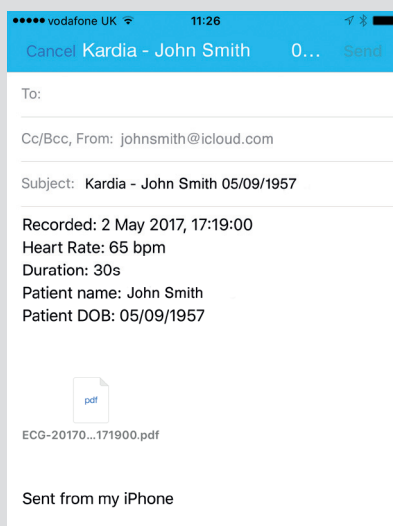 vodafone UK 11:26
Cancel Kardia - John Smith 0... Send
To:
Cc/Bcc, From: johnsmith@icloud.com
Subject: Kardia - John Smith 05/09/1957
Recorded: 2 May 2017, 17:19:00
Heart Rate: 65 bpm
Duration: 30s
Patient name: John Smith
Patient DOB: 05/09/1957
pdf
ECG-20170...171900.pdf
Sent from my iPhone